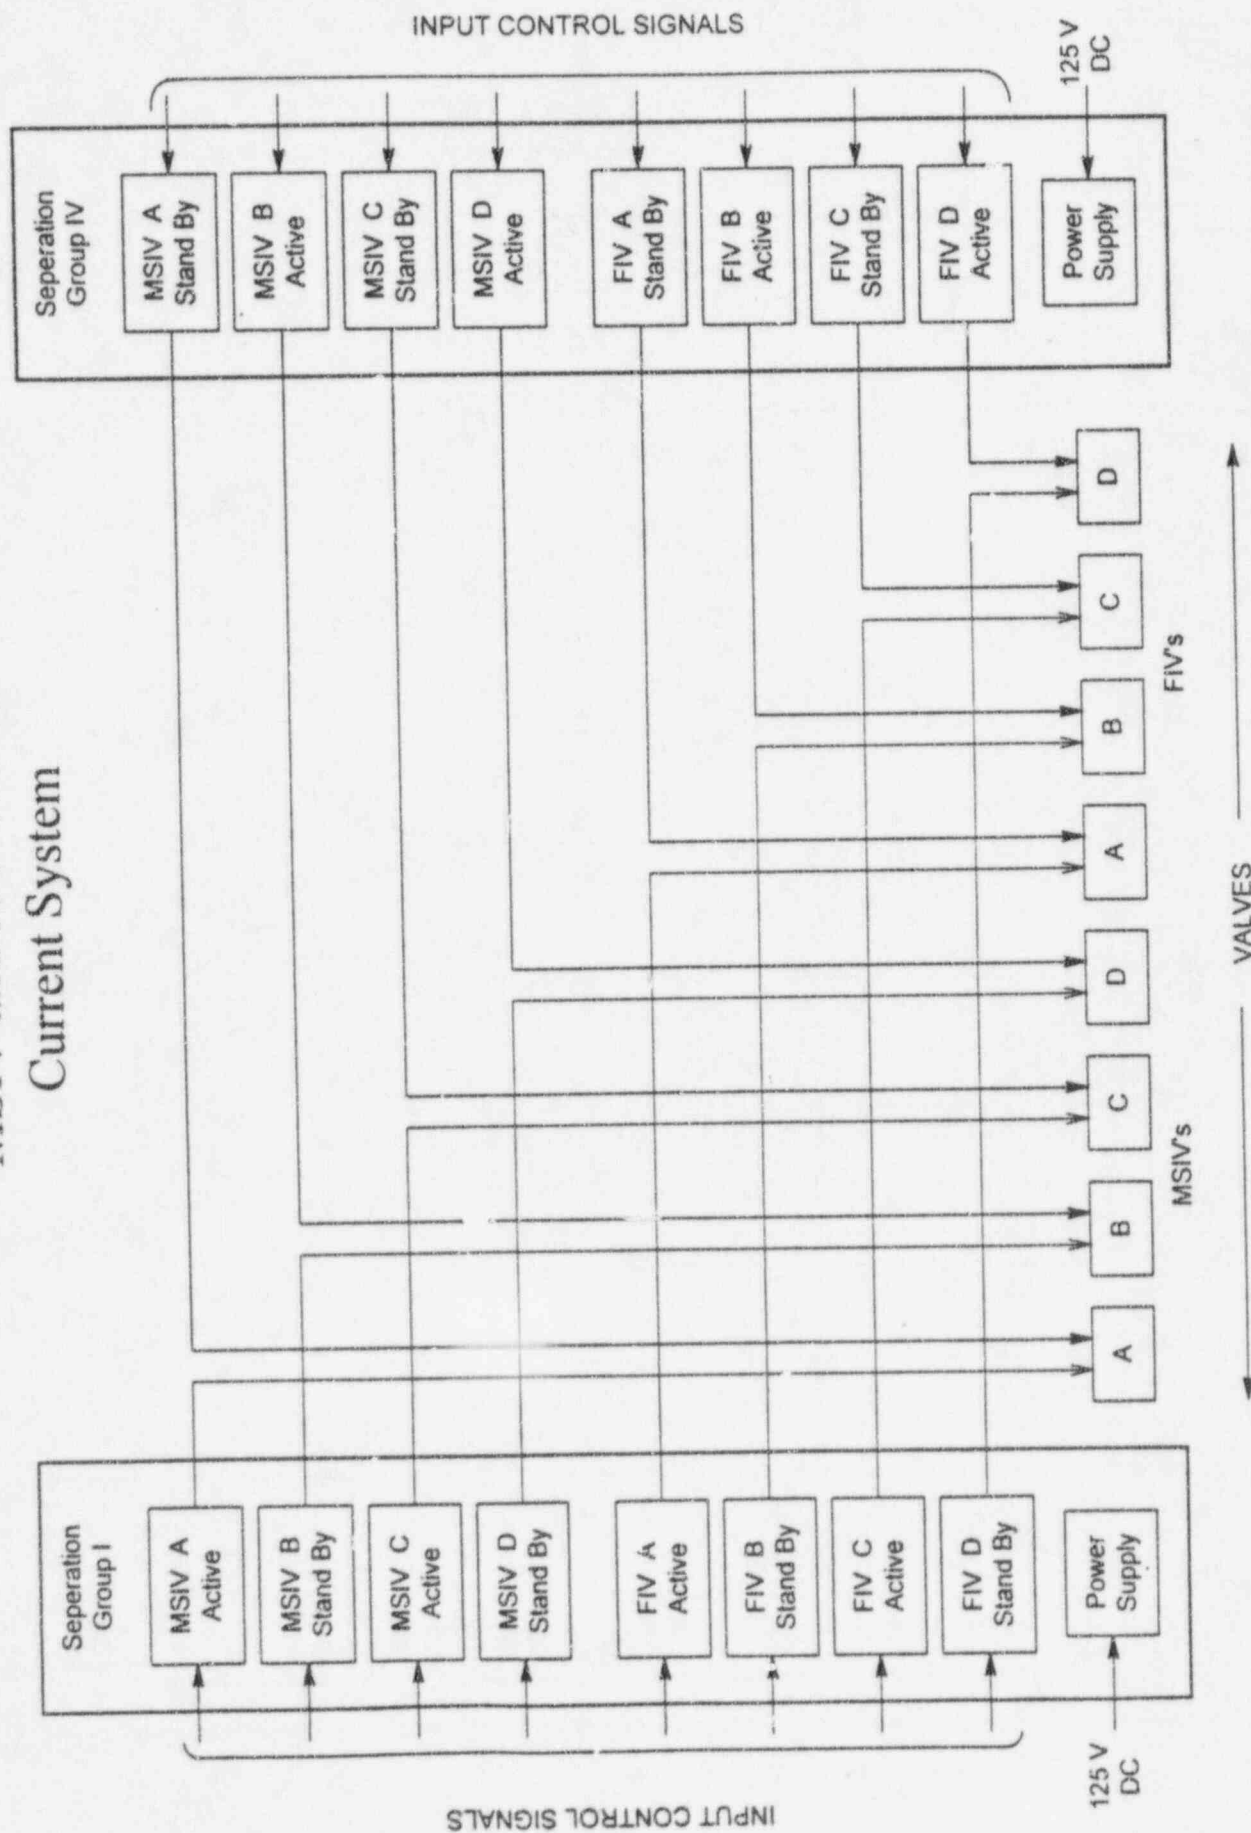 Current System
INPUT CONTROL SIGNALS
Seperation
Group I
MSIV A
Active
MSIV B
Stand By
MSIV C
Active
MSIV D
Stand By
FIV A
Active
FIV B
Stand By
FIV C
Active
FIV D
Stand By
Power
Supply
125 V
DC
A
B
C
D
MSIV's
A
B
C
D
FIV's
VALVES
Seperation
Group IV
MSIV A
Stand By
MSIV B
Active
MSIV C
Stand By
MSIV D
Active
FIV A
Stand By
FIV B
Active
FIV C
Stand By
FIV D
Active
Power
Supply
125 V
DC
INPUT CONTROL SIGNALS